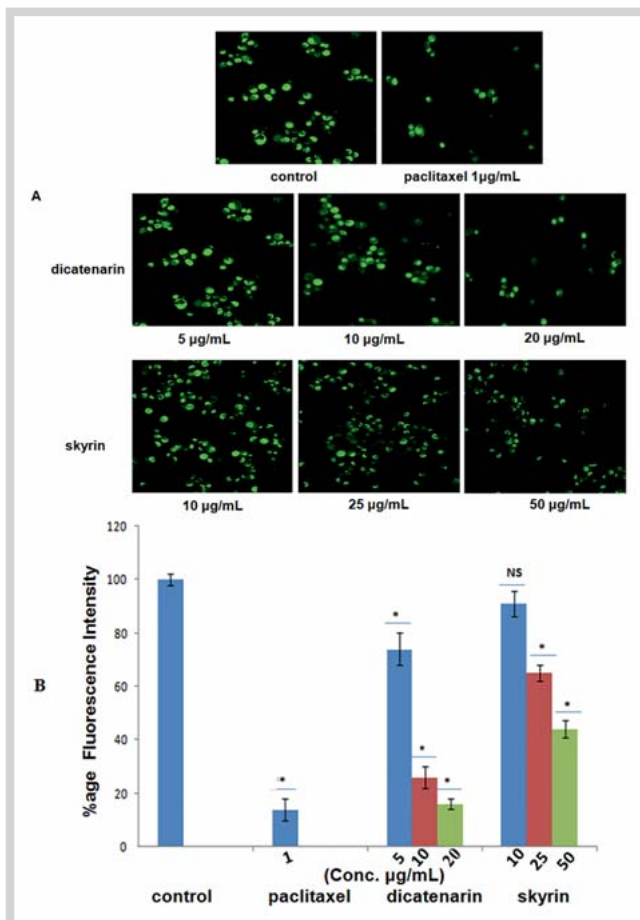 control paclitaxel 1µg/mL
A
dicatenarin
5 µg/mL 10 µg/mL 20 µg/mL
skyrin
10 µg/mL 25 µg/mL 50 µg/mL
B
%age Fluorescence Intensity
120
100
80
60
40
20
0
*
* * *
NS * *
1 5 10 20 10 25 50
(Conc. µg/mL)
control paclitaxel dicatenarin skyrin